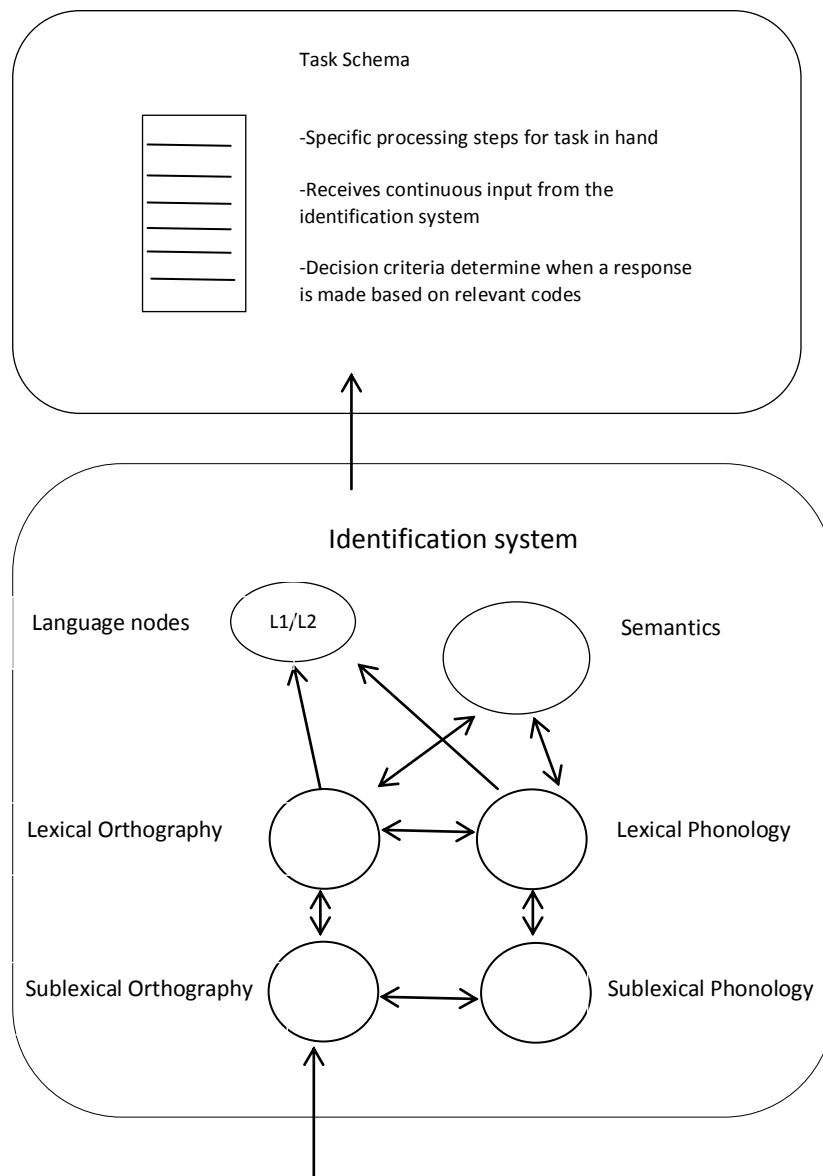 Task Schema
-Specific processing steps for task in hand
-Receives continuous input from the
identification system
-Decision criteria determine when a response
is made based on relevant codes
Identification system
Language nodes
L1/L2
Semantics
Lexical Orthography
Lexical Phonology
Sublexical Orthography
Sublexical Phonology